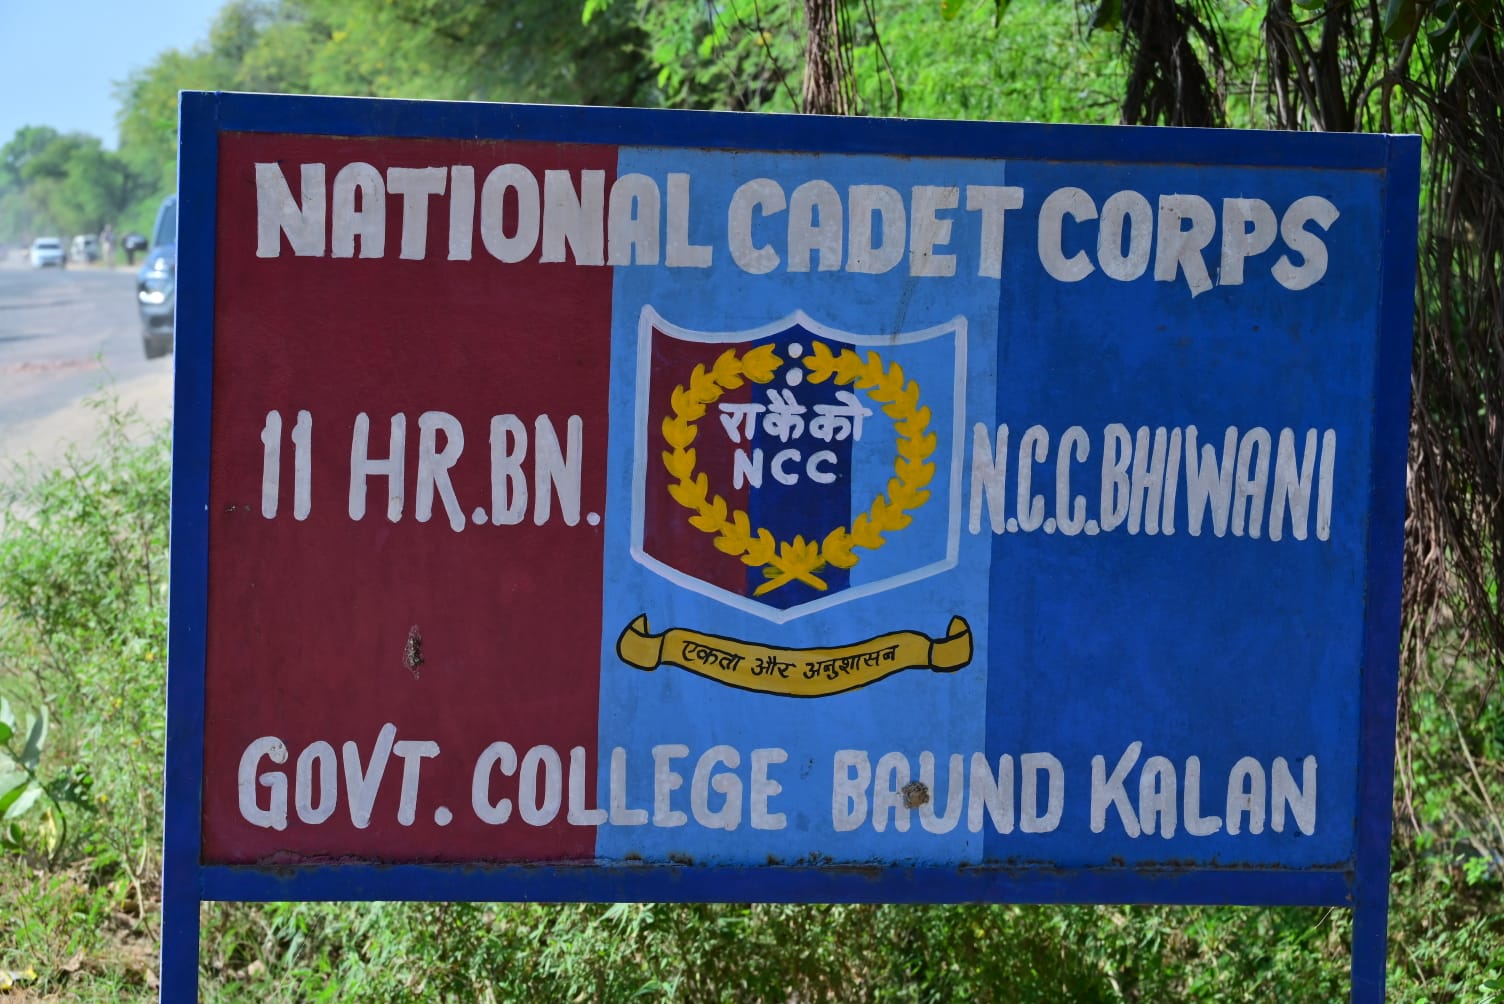 NATIONAL CADET CORPS
11 HR.BN.
राकैको
NCC
N.C.C.BHIWANI
एकता और अनुशासन
GOVT. COLLEGE BAUND KALAN